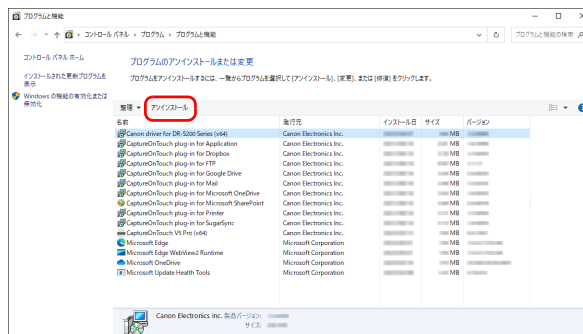 プログラムと機能
コントロール パネル › プログラム › プログラムと機能
プログラムと機能の検索
コントロール パネル ホーム
インストールされた更新プログラムを
表示
Windows の機能の有効化または
無効化
プログラムのアンインストールまたは変更
プログラムをアンインストールするには、一覧からプログラムを選択して [アンインストール]、[変更]、または [修復] をクリックします。
整理 アンインストール
名前 発行元 インストール日 サイズ バージョン
Canon driver for DR-S200 Series (x64) Canon Electronics Inc. MB
CaptureOnTouch plug-in for Application Canon Electronics Inc. MB
CaptureOnTouch plug-in for Dropbox Canon Electronics Inc. MB
CaptureOnTouch plug-in for FTP Canon Electronics Inc. MB
CaptureOnTouch plug-in for Google Drive Canon Electronics Inc. MB
CaptureOnTouch plug-in for Mail Canon Electronics Inc. MB
CaptureOnTouch plug-in for Microsoft OneDrive Canon Electronics Inc. MB
CaptureOnTouch plug-in for Microsoft SharePoint Canon Electronics Inc. MB
CaptureOnTouch plug-in for Printer Canon Electronics Inc. MB
CaptureOnTouch plug-in for SugarSync Canon Electronics Inc. MB
CaptureOnTouch V5 Pro (x64) Canon Electronics Inc. MB
Microsoft Edge Microsoft Corporation MB
Microsoft Edge WebView2 Runtime Microsoft Corporation MB
Microsoft OneDrive Microsoft Corporation MB
Microsoft Update Health Tools Microsoft Corporation MB
Canon Electronics Inc. 製品バージョン:
サイズ: